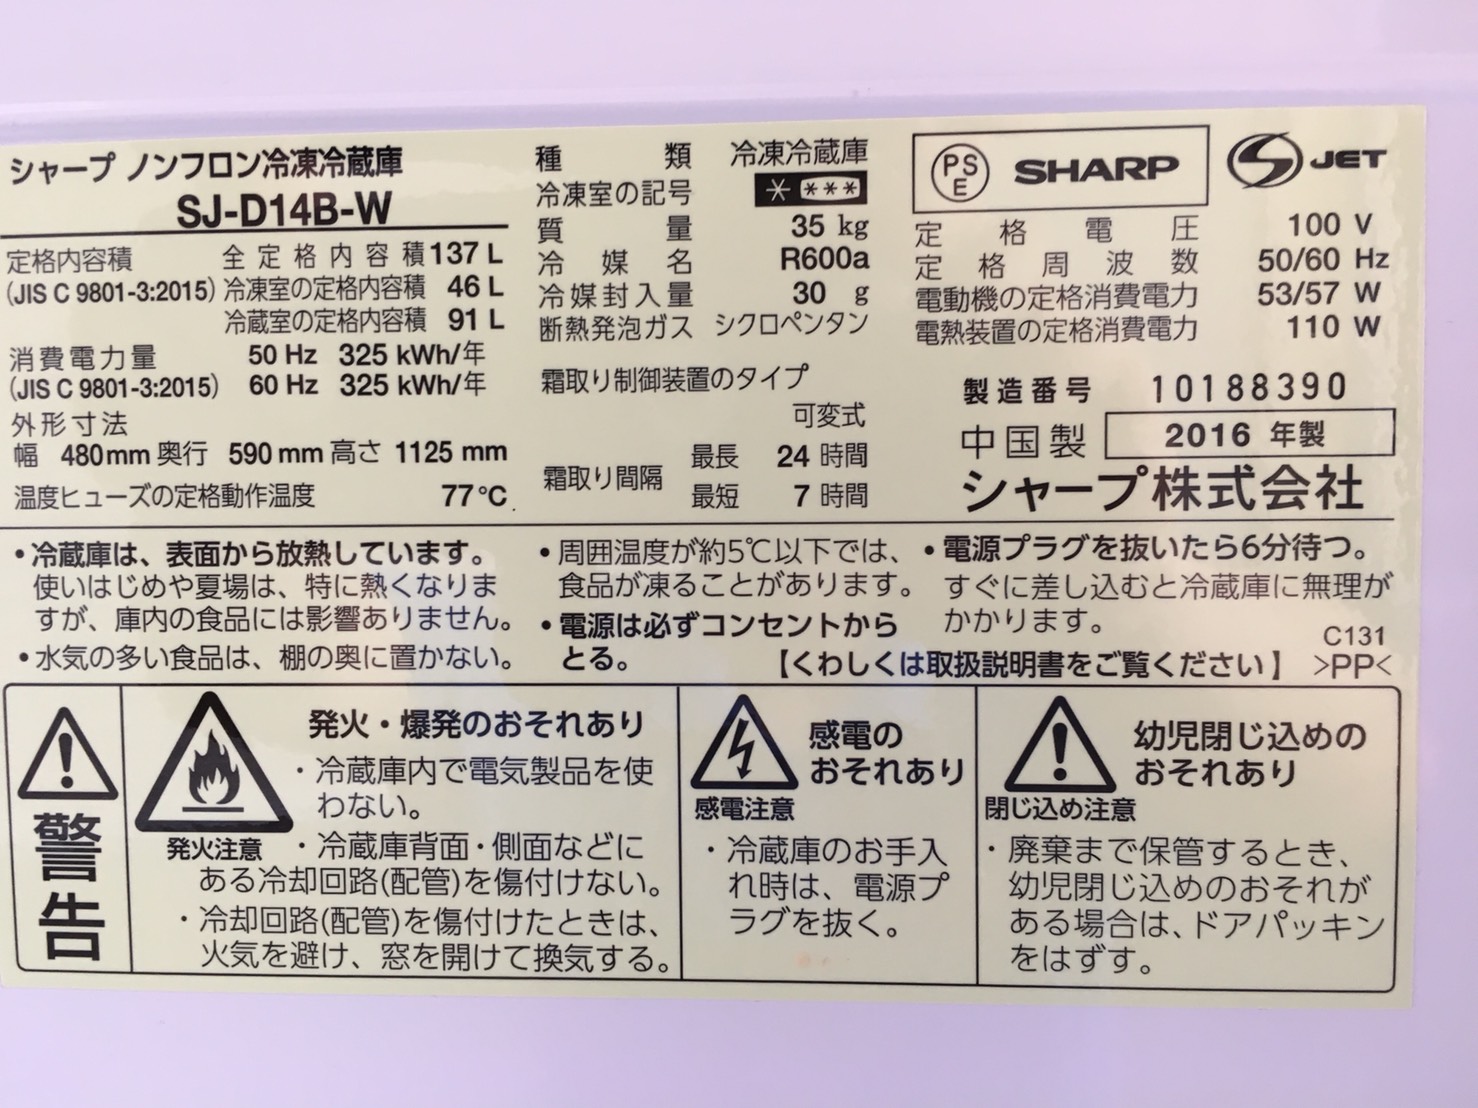 シャープ ノンフロン冷凍冷蔵庫
SJ-D14B-W
定格内容積 全定格内容積 137 L
(JIS C 9801-3:2015) 冷凍室の定格内容積 46 L
冷蔵室の定格内容積 91 L
消費電力量 50 Hz 325 kWh/年
(JIS C 9801-3:2015) 60 Hz 325 kWh/年
外形寸法
幅 480mm 奥行 590mm 高さ 1125 mm
温度ヒューズの定格動作温度 77℃
種類 冷凍冷蔵庫
冷凍室の記号 * ***
質量 35 kg
冷媒名 R600a
冷媒封入量 30 g
断熱発泡ガス シクロペンタン
霜取り制御装置のタイプ
可変式
霜取り間隔
最長 24 時間
最短 7 時間
PS
E
SHARP
JET
定格電圧 100 V
定格周波数 50/60 Hz
電動機の定格消費電力 53/57 W
電熱装置の定格消費電力 110 W
製造番号 10188390
中国製 2016 年製
シャープ株式会社
・冷蔵庫は、表面から放熱しています。
使いはじめや夏場は、特に熱くなりま
すが、庫内の食品には影響ありません。
・水気の多い食品は、棚の奥に置かない。
・周囲温度が約5℃以下では、
食品が凍ることがあります。
・電源は必ずコンセントから
とる。
・電源プラグを抜いたら6分待つ。
すぐに差し込むと冷蔵庫に無理が
かかります。
C131
【くわしくは取扱説明書をご覧ください】 >PP<
警告
発火注意
発火・爆発のおそれあり
・冷蔵庫内で電気製品を使
わない。
・冷蔵庫背面・側面などに
ある冷却回路(配管)を傷付けない。
・冷却回路(配管)を傷付けたときは、
火気を避け、窓を開けて換気する。
感電の
おそれあり
感電注意
・冷蔵庫のお手入
れ時は、電源プ
ラグを抜く。
幼児閉じ込めの
おそれあり
閉じ込め注意
・廃棄まで保管するとき、
幼児閉じ込めのおそれが
ある場合は、ドアパッキン
をはずす。